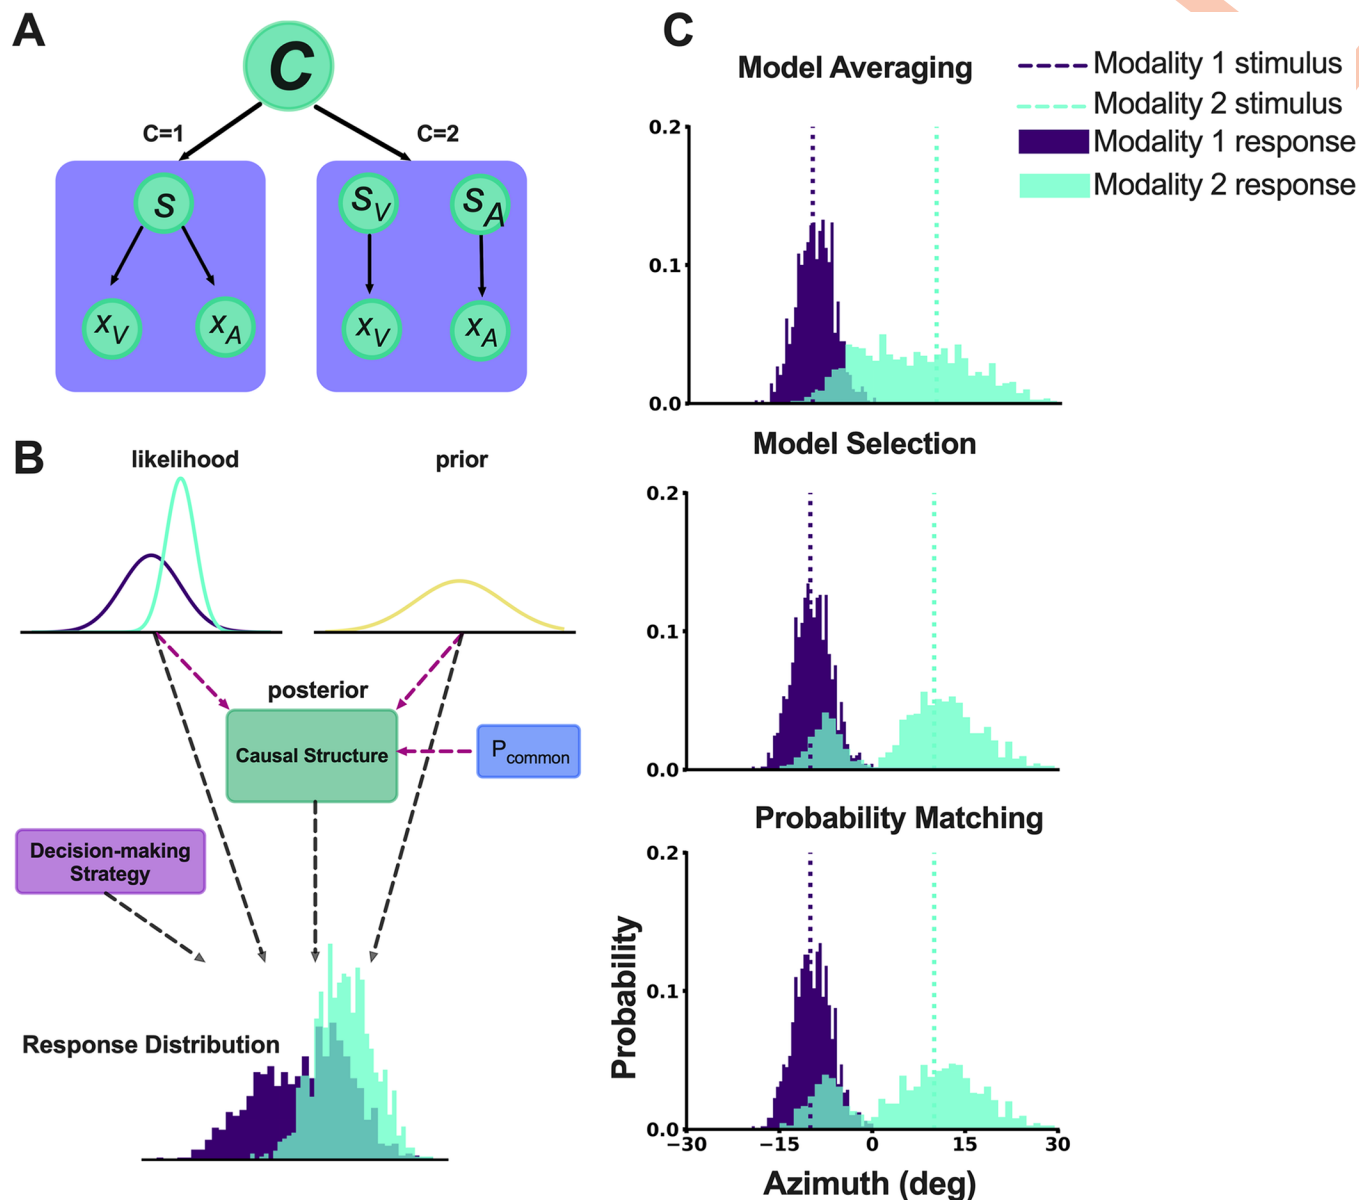 A
C
C=1
C=2
S
S_V
S_A
x_V
x_A
x_V
x_A
B
likelihood
prior
posterior
Causal Structure
P_common
Decision-making
Strategy
Response Distribution
C
Model Averaging
Modality 1 stimulus
Modality 2 stimulus
Modality 1 response
Modality 2 response
0.2
0.1
0.0
Model Selection
0.2
0.1
0.0
Probability Matching
0.2
0.1
0.0
Probability
−30
−15
0
15
30
Azimuth (deg)